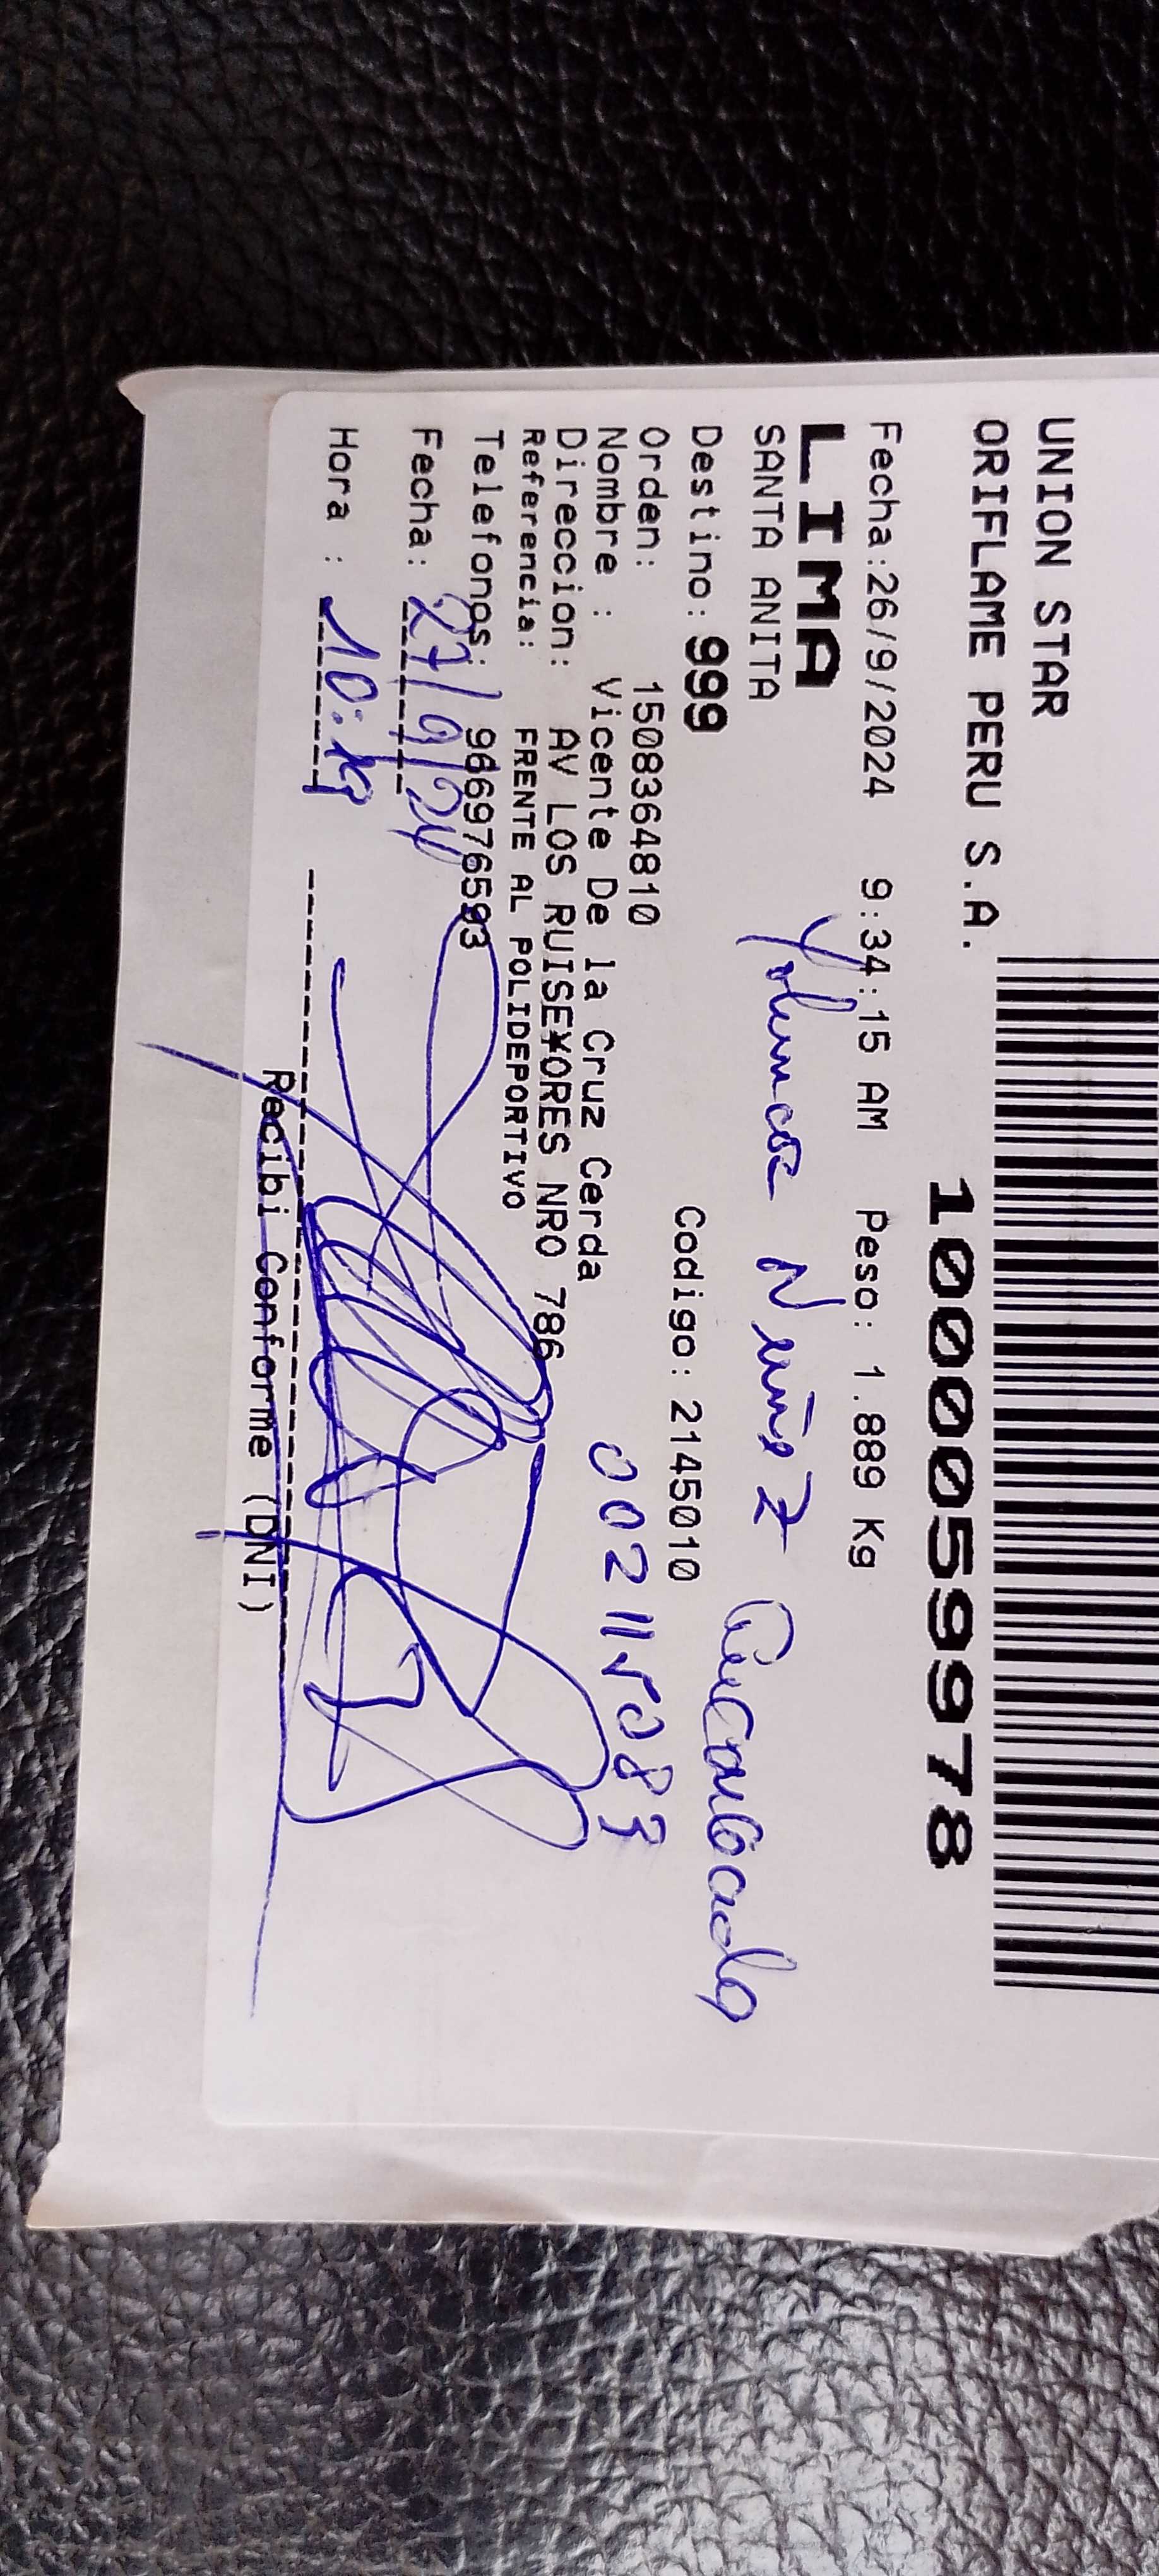 UNION STAR
ORIFLAME PERU S.A.
1000059978
Fecha:26/9/2024 9:34:15 AM Peso: 1.889 Kg
LIMA
SANTA ANITA
Destino: 999
Codigo: 2145010
Orden: 1508364810
Nombre : Vicente De la Cruz Cerda
002115083
Direccion: AV LOS RUISE¥ORES NRO 786
Referencia: FRENTE AL POLIDEPORTIVO
Telefonos: 966976593
Fecha: 27/9/24
Hora : 10:19
Recibi Conforme (DNI)